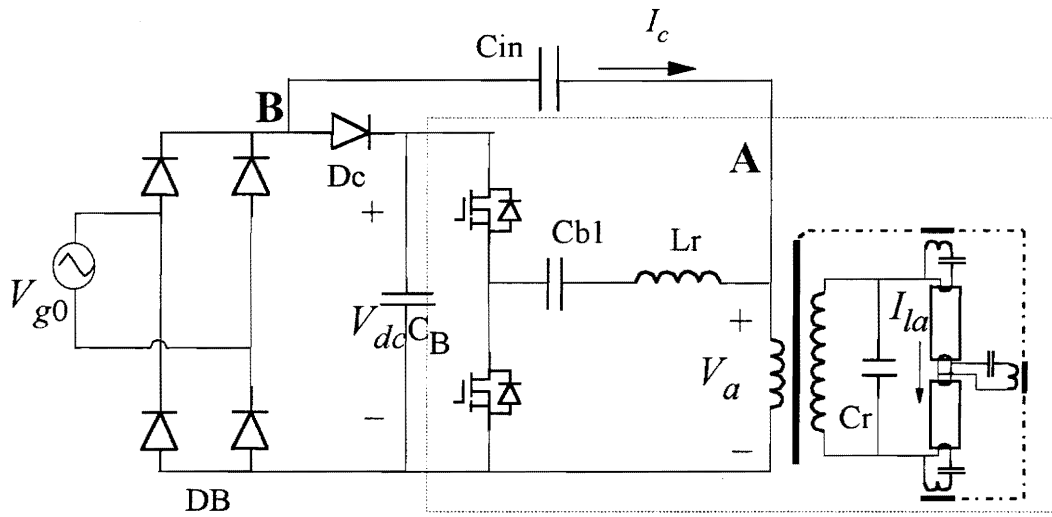 Cin
I_c
B
A
Dc
+
Cb1
Lr
V_g0
V_dc
C_B
+
V_a
I_la
Cr
−
−
DB